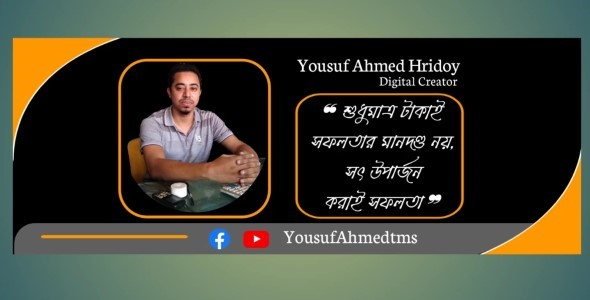 Yousuf Ahmed Hridoy
Digital Creator
❝ শুধুমাত্র টাকাই
সফলতার মানদণ্ড নয়,
সৎ উপার্জন
করাই সফলতা ❞
YousufAhmedtms